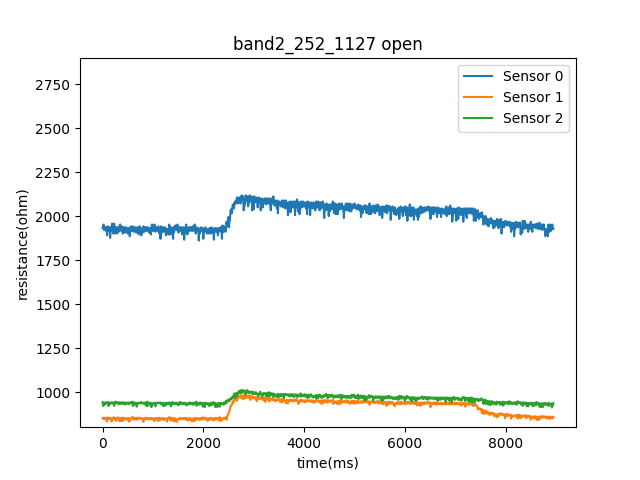 band2_252_1127 open
Sensor 0
Sensor 1
Sensor 2
resistance(ohm)
2750
2500
2250
2000
1750
1500
1250
1000
0 2000 4000 6000 8000
time(ms)